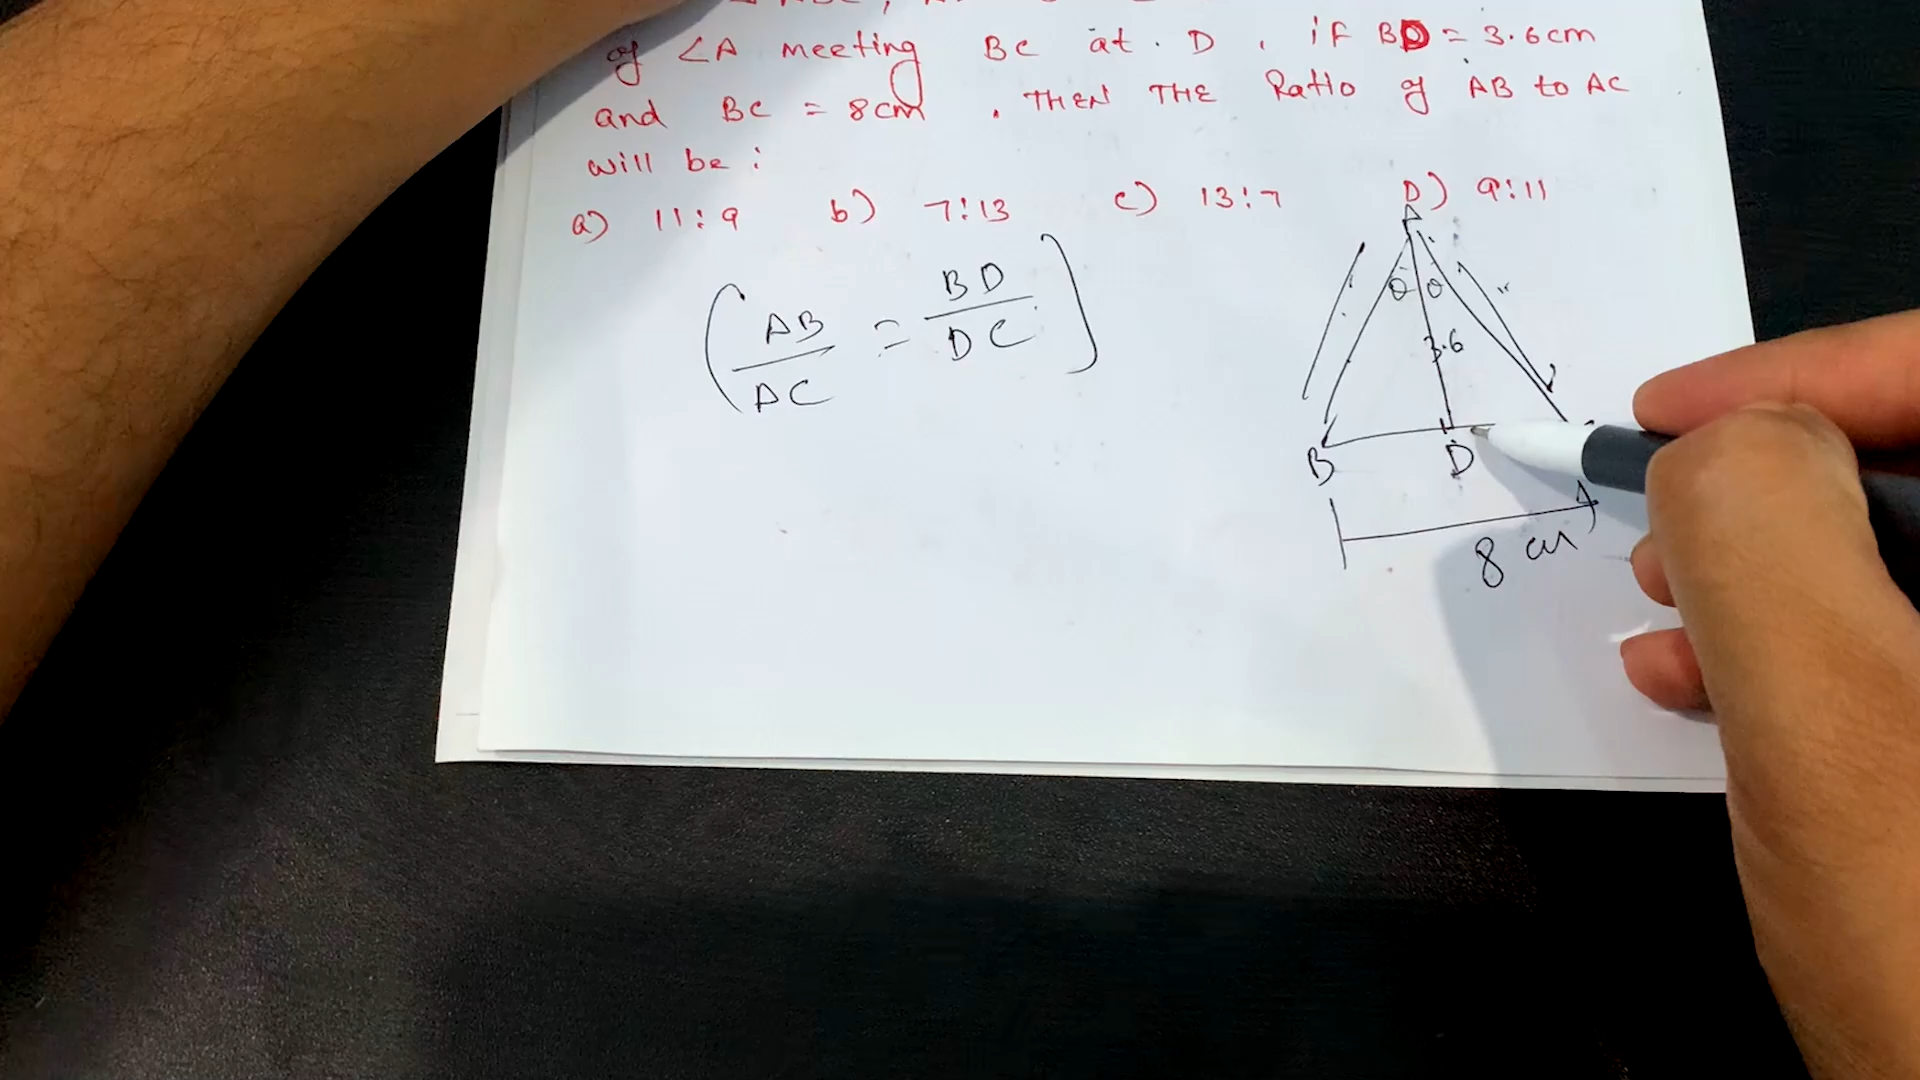 of ∠A meeting BC at. D, if BD = 3.6cm
and BC = 8cm. THEN THE Ratio of AB to AC
will be:
a) 11:9 b) 7:13 c) 13:7 D) 9:11
(AB/AC = BD/DC)
A
θ θ
3.6
B D
8 cm